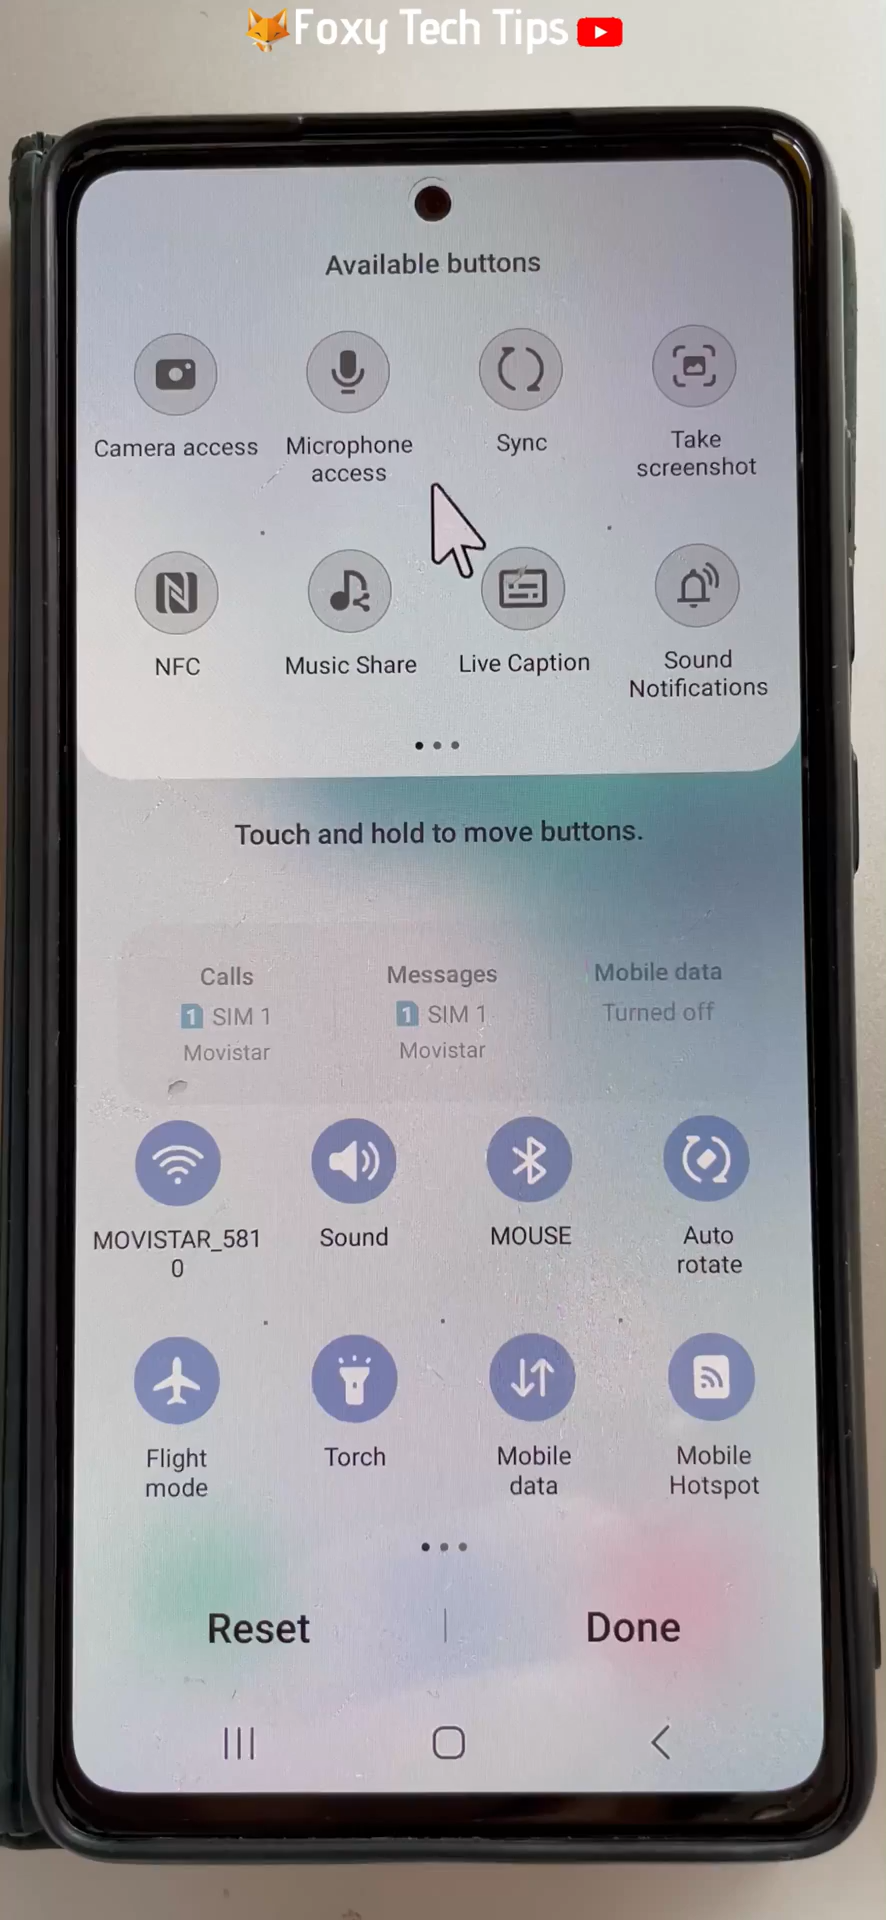 Foxy Tech Tips
Available buttons
Camera access
Microphone
access
Sync
Take
screenshot
NFC
Music Share
Live Caption
Sound
Notifications
Touch and hold to move buttons.
Calls
1 SIM 1
Movistar
Messages
1 SIM 1
Movistar
Mobile data
Turned off
MOVISTAR_581
0
Sound
MOUSE
Auto
rotate
Flight
mode
Torch
Mobile
data
Mobile
Hotspot
Reset
Done